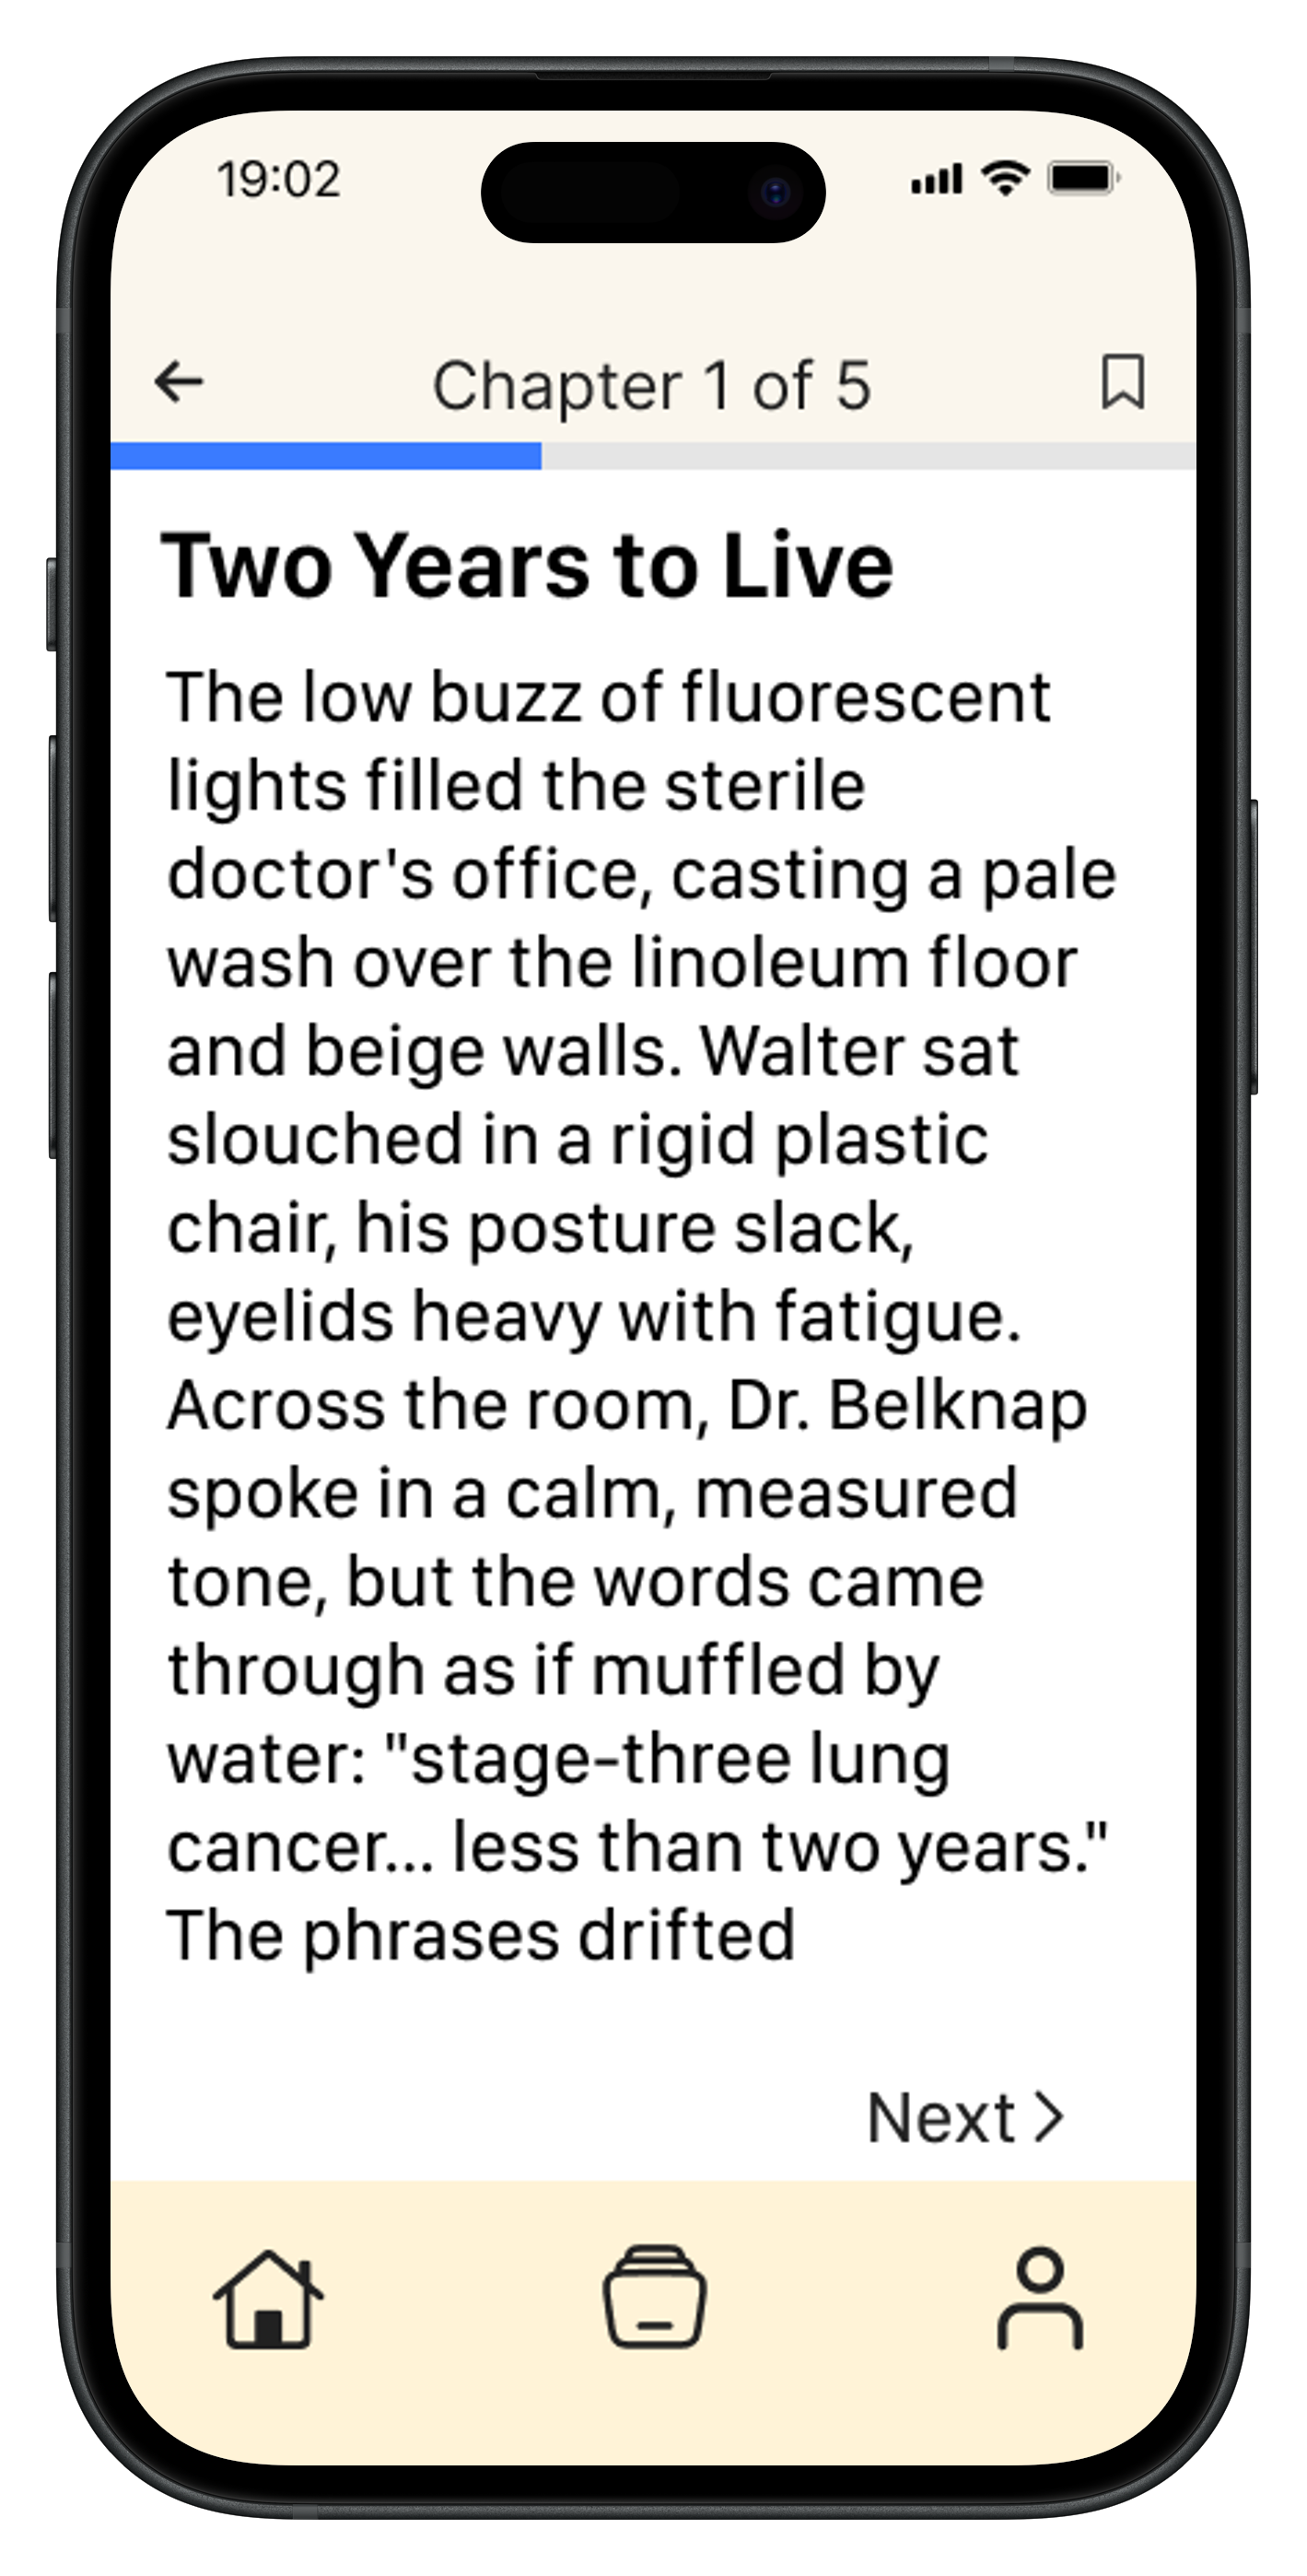 19:02
Chapter 1 of 5
Two Years to Live
The low buzz of fluorescent
lights filled the sterile
doctor's office, casting a pale
wash over the linoleum floor
and beige walls. Walter sat
slouched in a rigid plastic
chair, his posture slack,
eyelids heavy with fatigue.
Across the room, Dr. Belknap
spoke in a calm, measured
tone, but the words came
through as if muffled by
water: "stage-three lung
cancer... less than two years."
The phrases drifted
Next